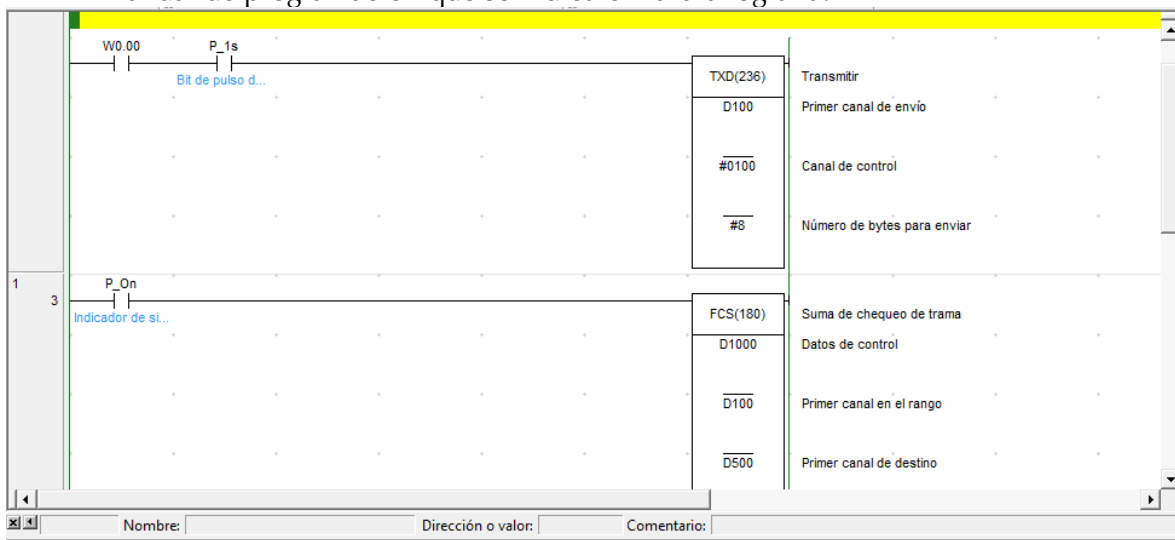 W0.00 P_1s
Bit de pulso d...
TXD(236) Transmitir
D100 Primer canal de envío
#0100 Canal de control
#8 Número de bytes para enviar
1
3
P_On
Indicador de si...
FCS(180) Suma de chequeo de trama
D1000 Datos de control
D100 Primer canal en el rango
D500 Primer canal de destino
Nombre: Dirección o valor: Comentario: